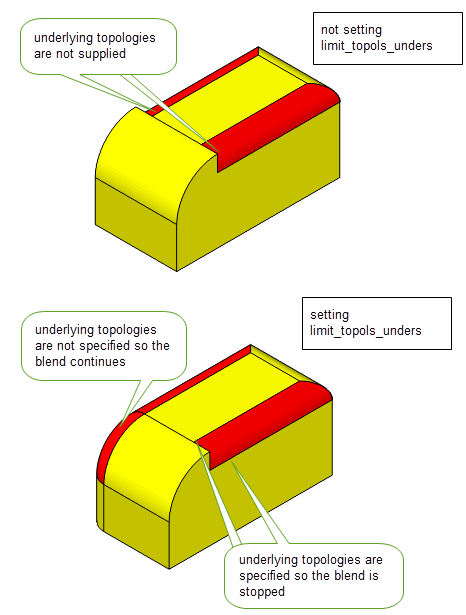 underlying topologies
are not supplied
not setting
limit_topols_unders
setting
limit_topols_unders
underlying topologies
are not specified so the
blend continues
underlying topologies are
specified so the blend is
stopped